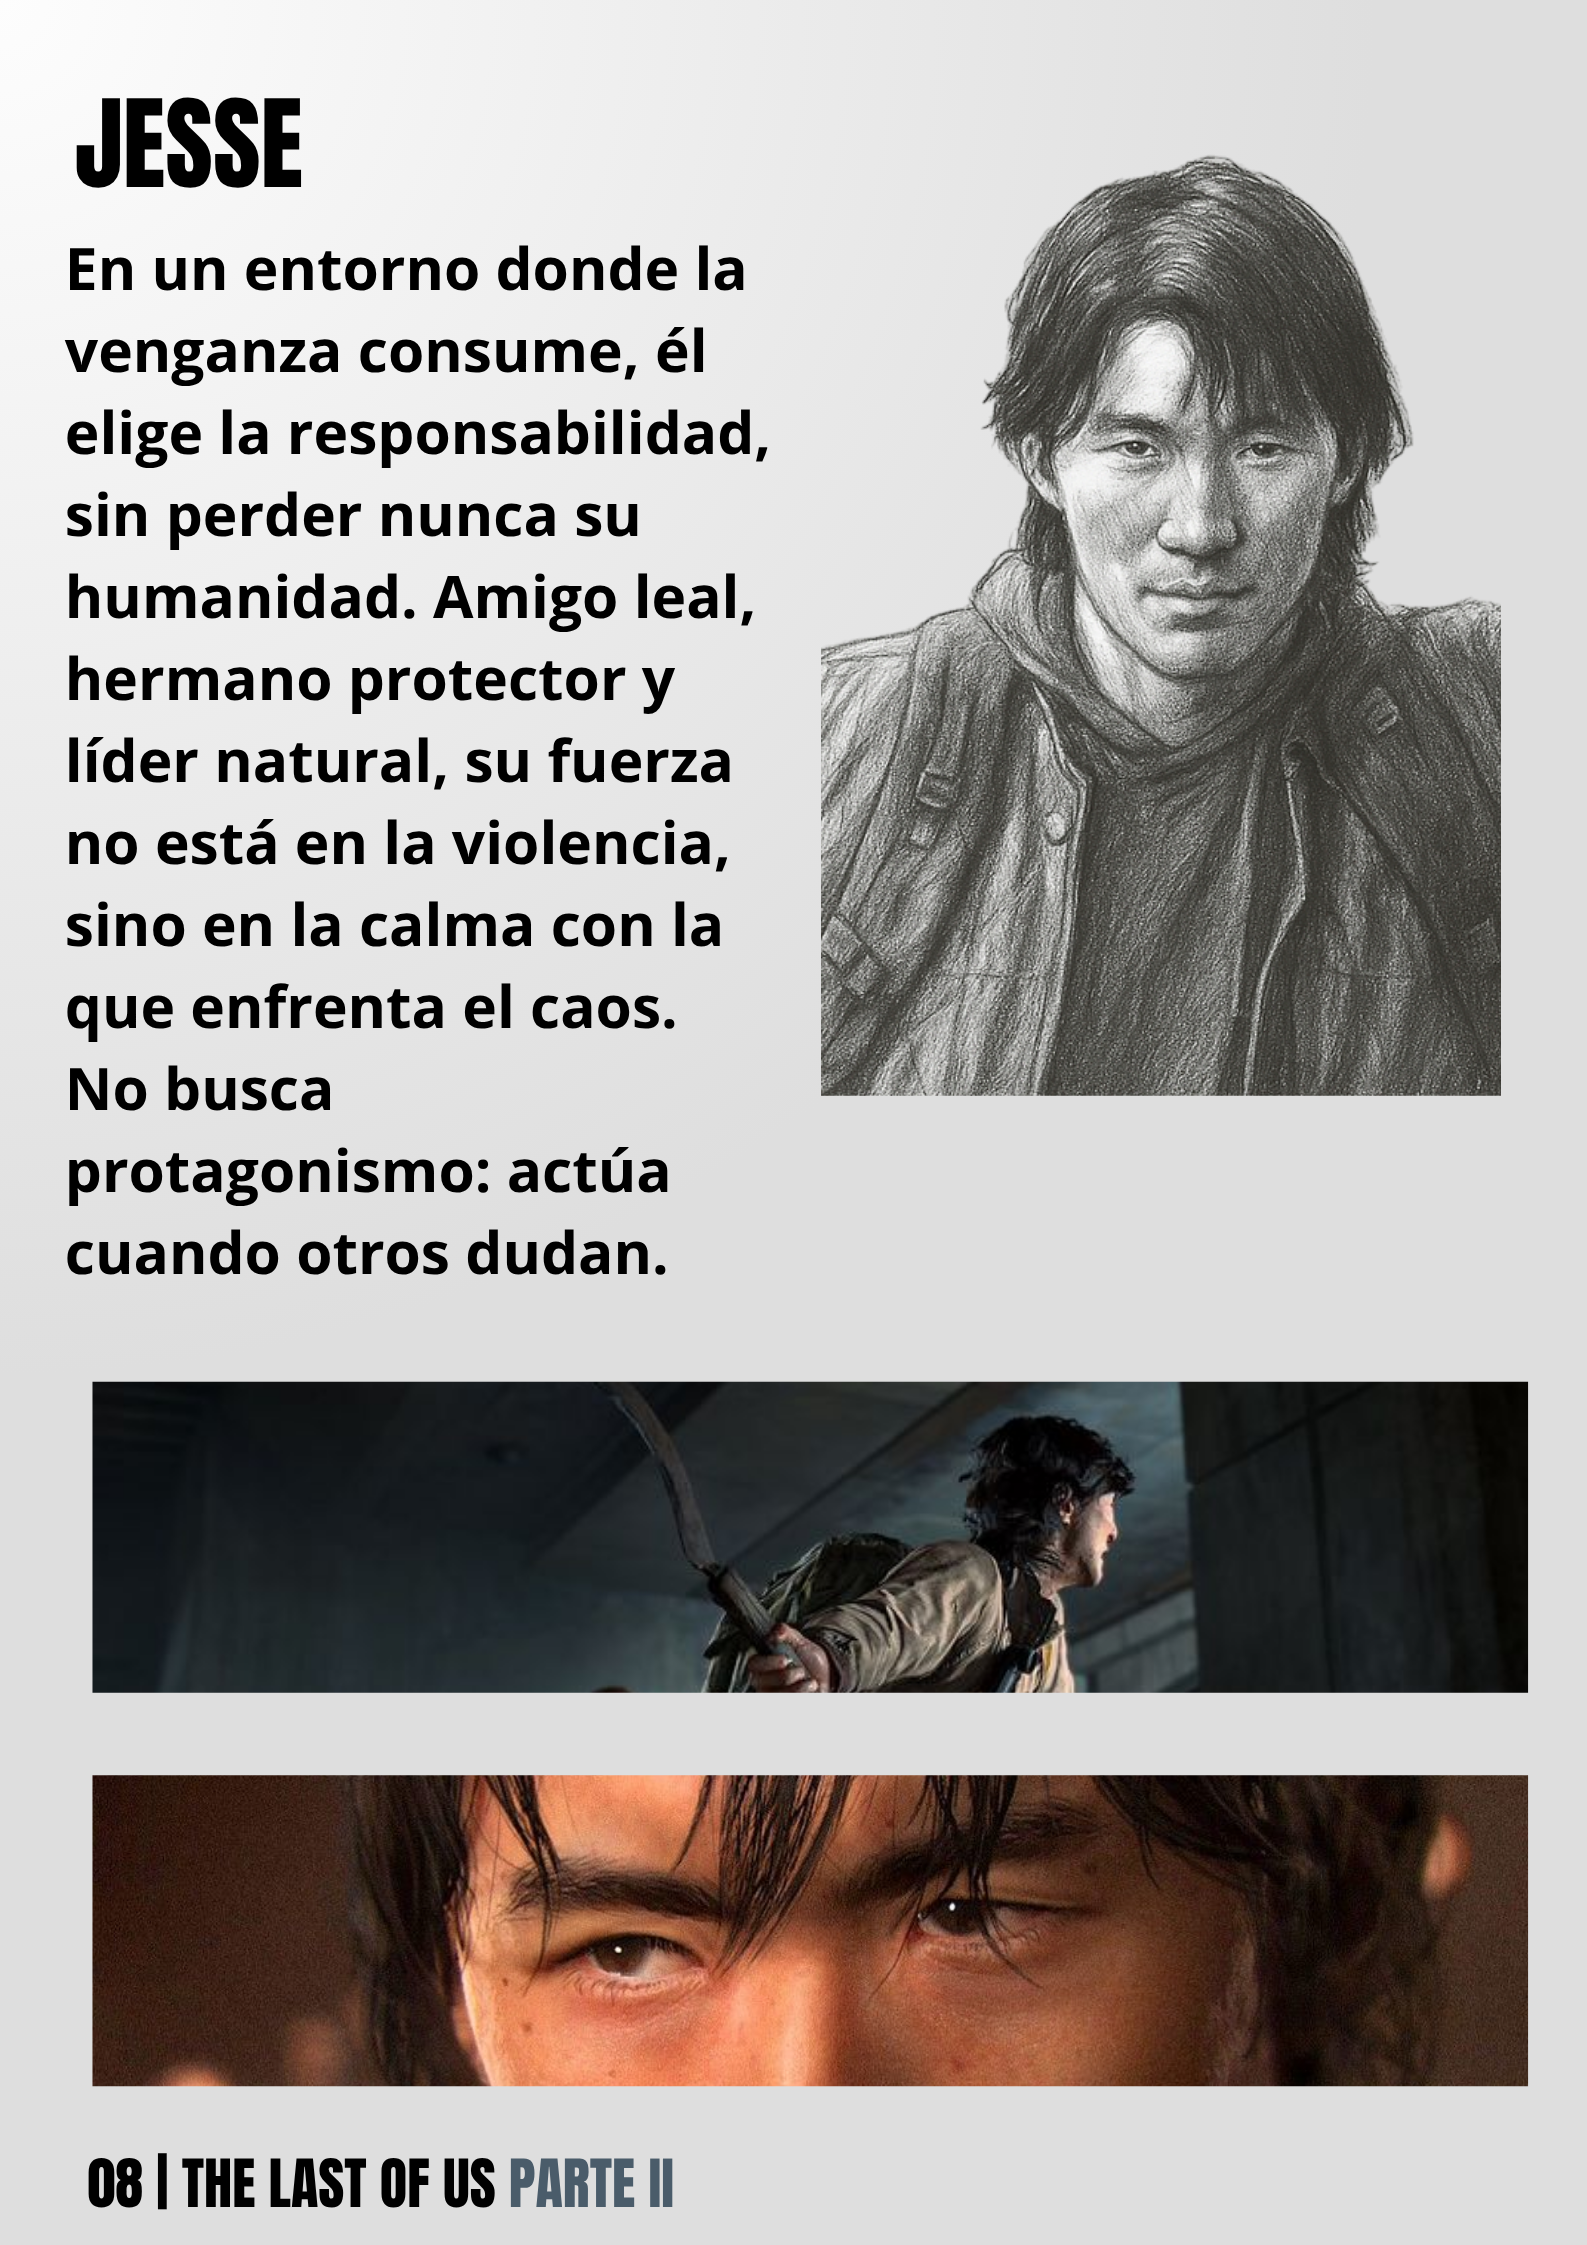 JESSE
En un entorno donde la
venganza consume, él
elige la responsabilidad,
sin perder nunca su
humanidad. Amigo leal,
hermano protector y
líder natural, su fuerza
no está en la violencia,
sino en la calma con la
que enfrenta el caos.
No busca
protagonismo: actúa
cuando otros dudan.
08 | THE LAST OF US PARTE II